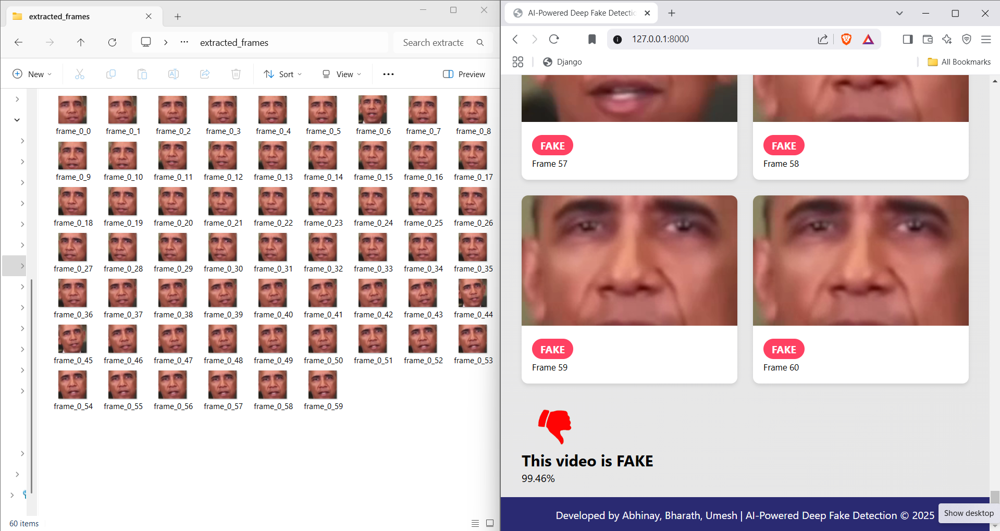 extracted_frames
extracted_frames
Search extracte
New
Sort
View
Preview
frame_0_0 frame_0_1 frame_0_2 frame_0_3 frame_0_4 frame_0_5 frame_0_6 frame_0_7 frame_0_8
frame_0_9 frame_0_10 frame_0_11 frame_0_12 frame_0_13 frame_0_14 frame_0_15 frame_0_16 frame_0_17
frame_0_18 frame_0_19 frame_0_20 frame_0_21 frame_0_22 frame_0_23 frame_0_24 frame_0_25 frame_0_26
frame_0_27 frame_0_28 frame_0_29 frame_0_30 frame_0_31 frame_0_32 frame_0_33 frame_0_34 frame_0_35
frame_0_36 frame_0_37 frame_0_38 frame_0_39 frame_0_40 frame_0_41 frame_0_42 frame_0_43 frame_0_44
frame_0_45 frame_0_46 frame_0_47 frame_0_48 frame_0_49 frame_0_50 frame_0_51 frame_0_52 frame_0_53
frame_0_54 frame_0_55 frame_0_56 frame_0_57 frame_0_58 frame_0_59
60 items
AI-Powered Deep Fake Detectic
127.0.0.1:8000
Django
All Bookmarks
FAKE
Frame 57
FAKE
Frame 58
FAKE
Frame 59
FAKE
Frame 60
This video is FAKE
99.46%
Developed by Abhinay, Bharath, Umesh | AI-Powered Deep Fake Detection © 2025
Show desktop